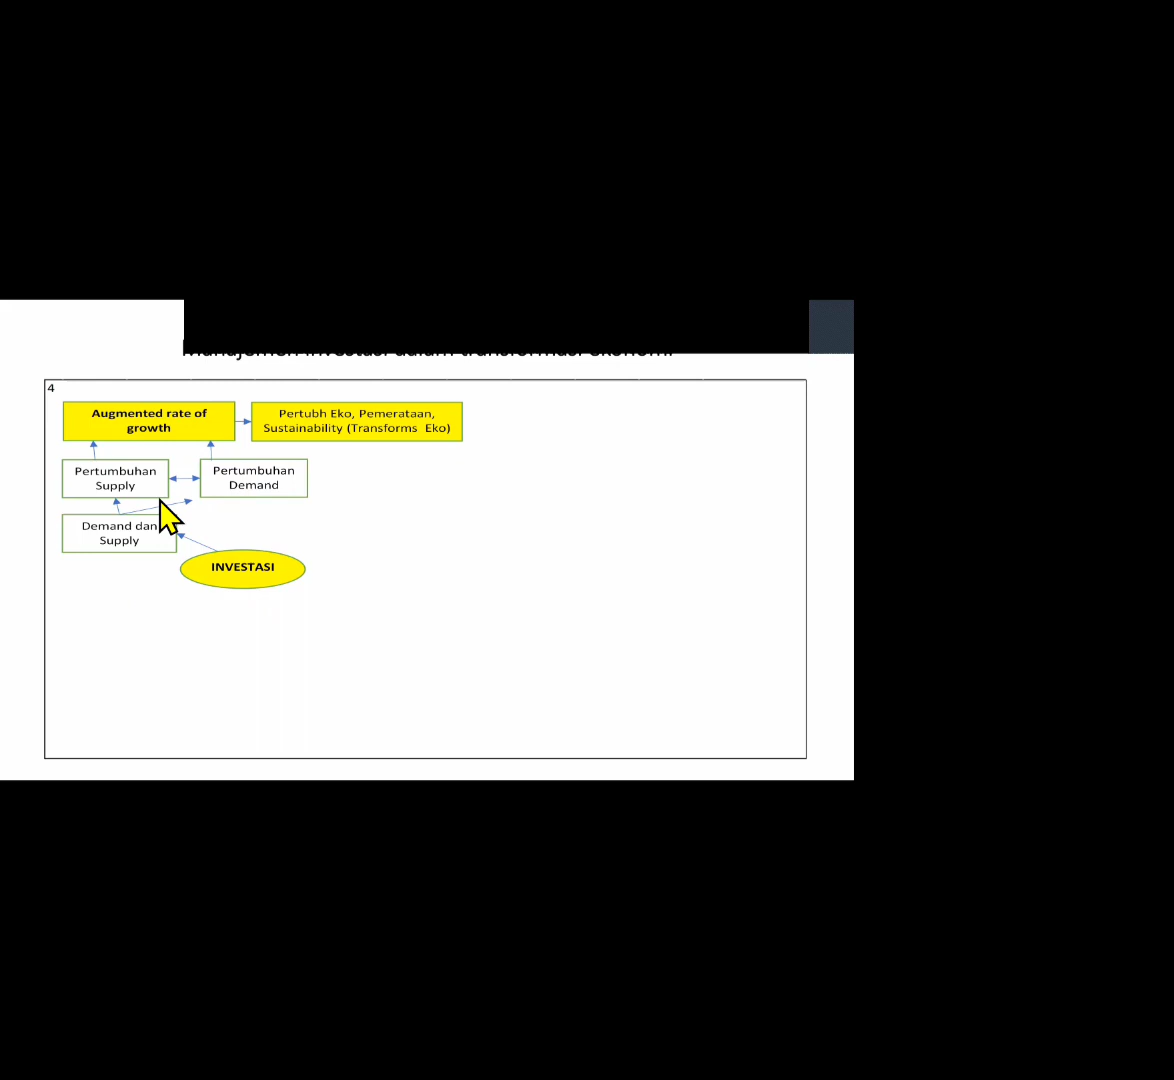 4
Augmented rate of
growth
Pertubh Eko, Pemerataan,
Sustainability (Transforms Eko)
Pertumbuhan
Supply
Pertumbuhan
Demand
Demand dan
Supply
INVESTASI